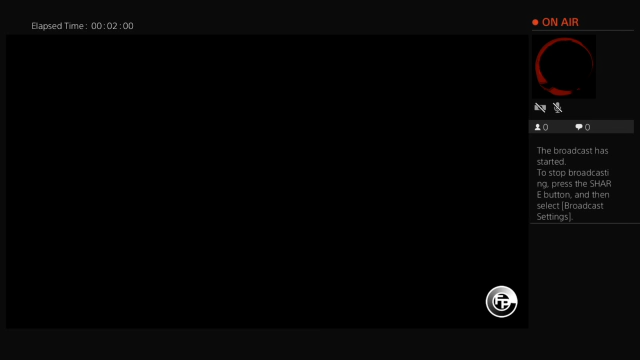 Elapsed Time : 00:02:00
ON AIR
0 0
The broadcast has
started.
To stop broadcasti
ng, press the SHAR
E button, and then
select [Broadcast
Settings].
FP